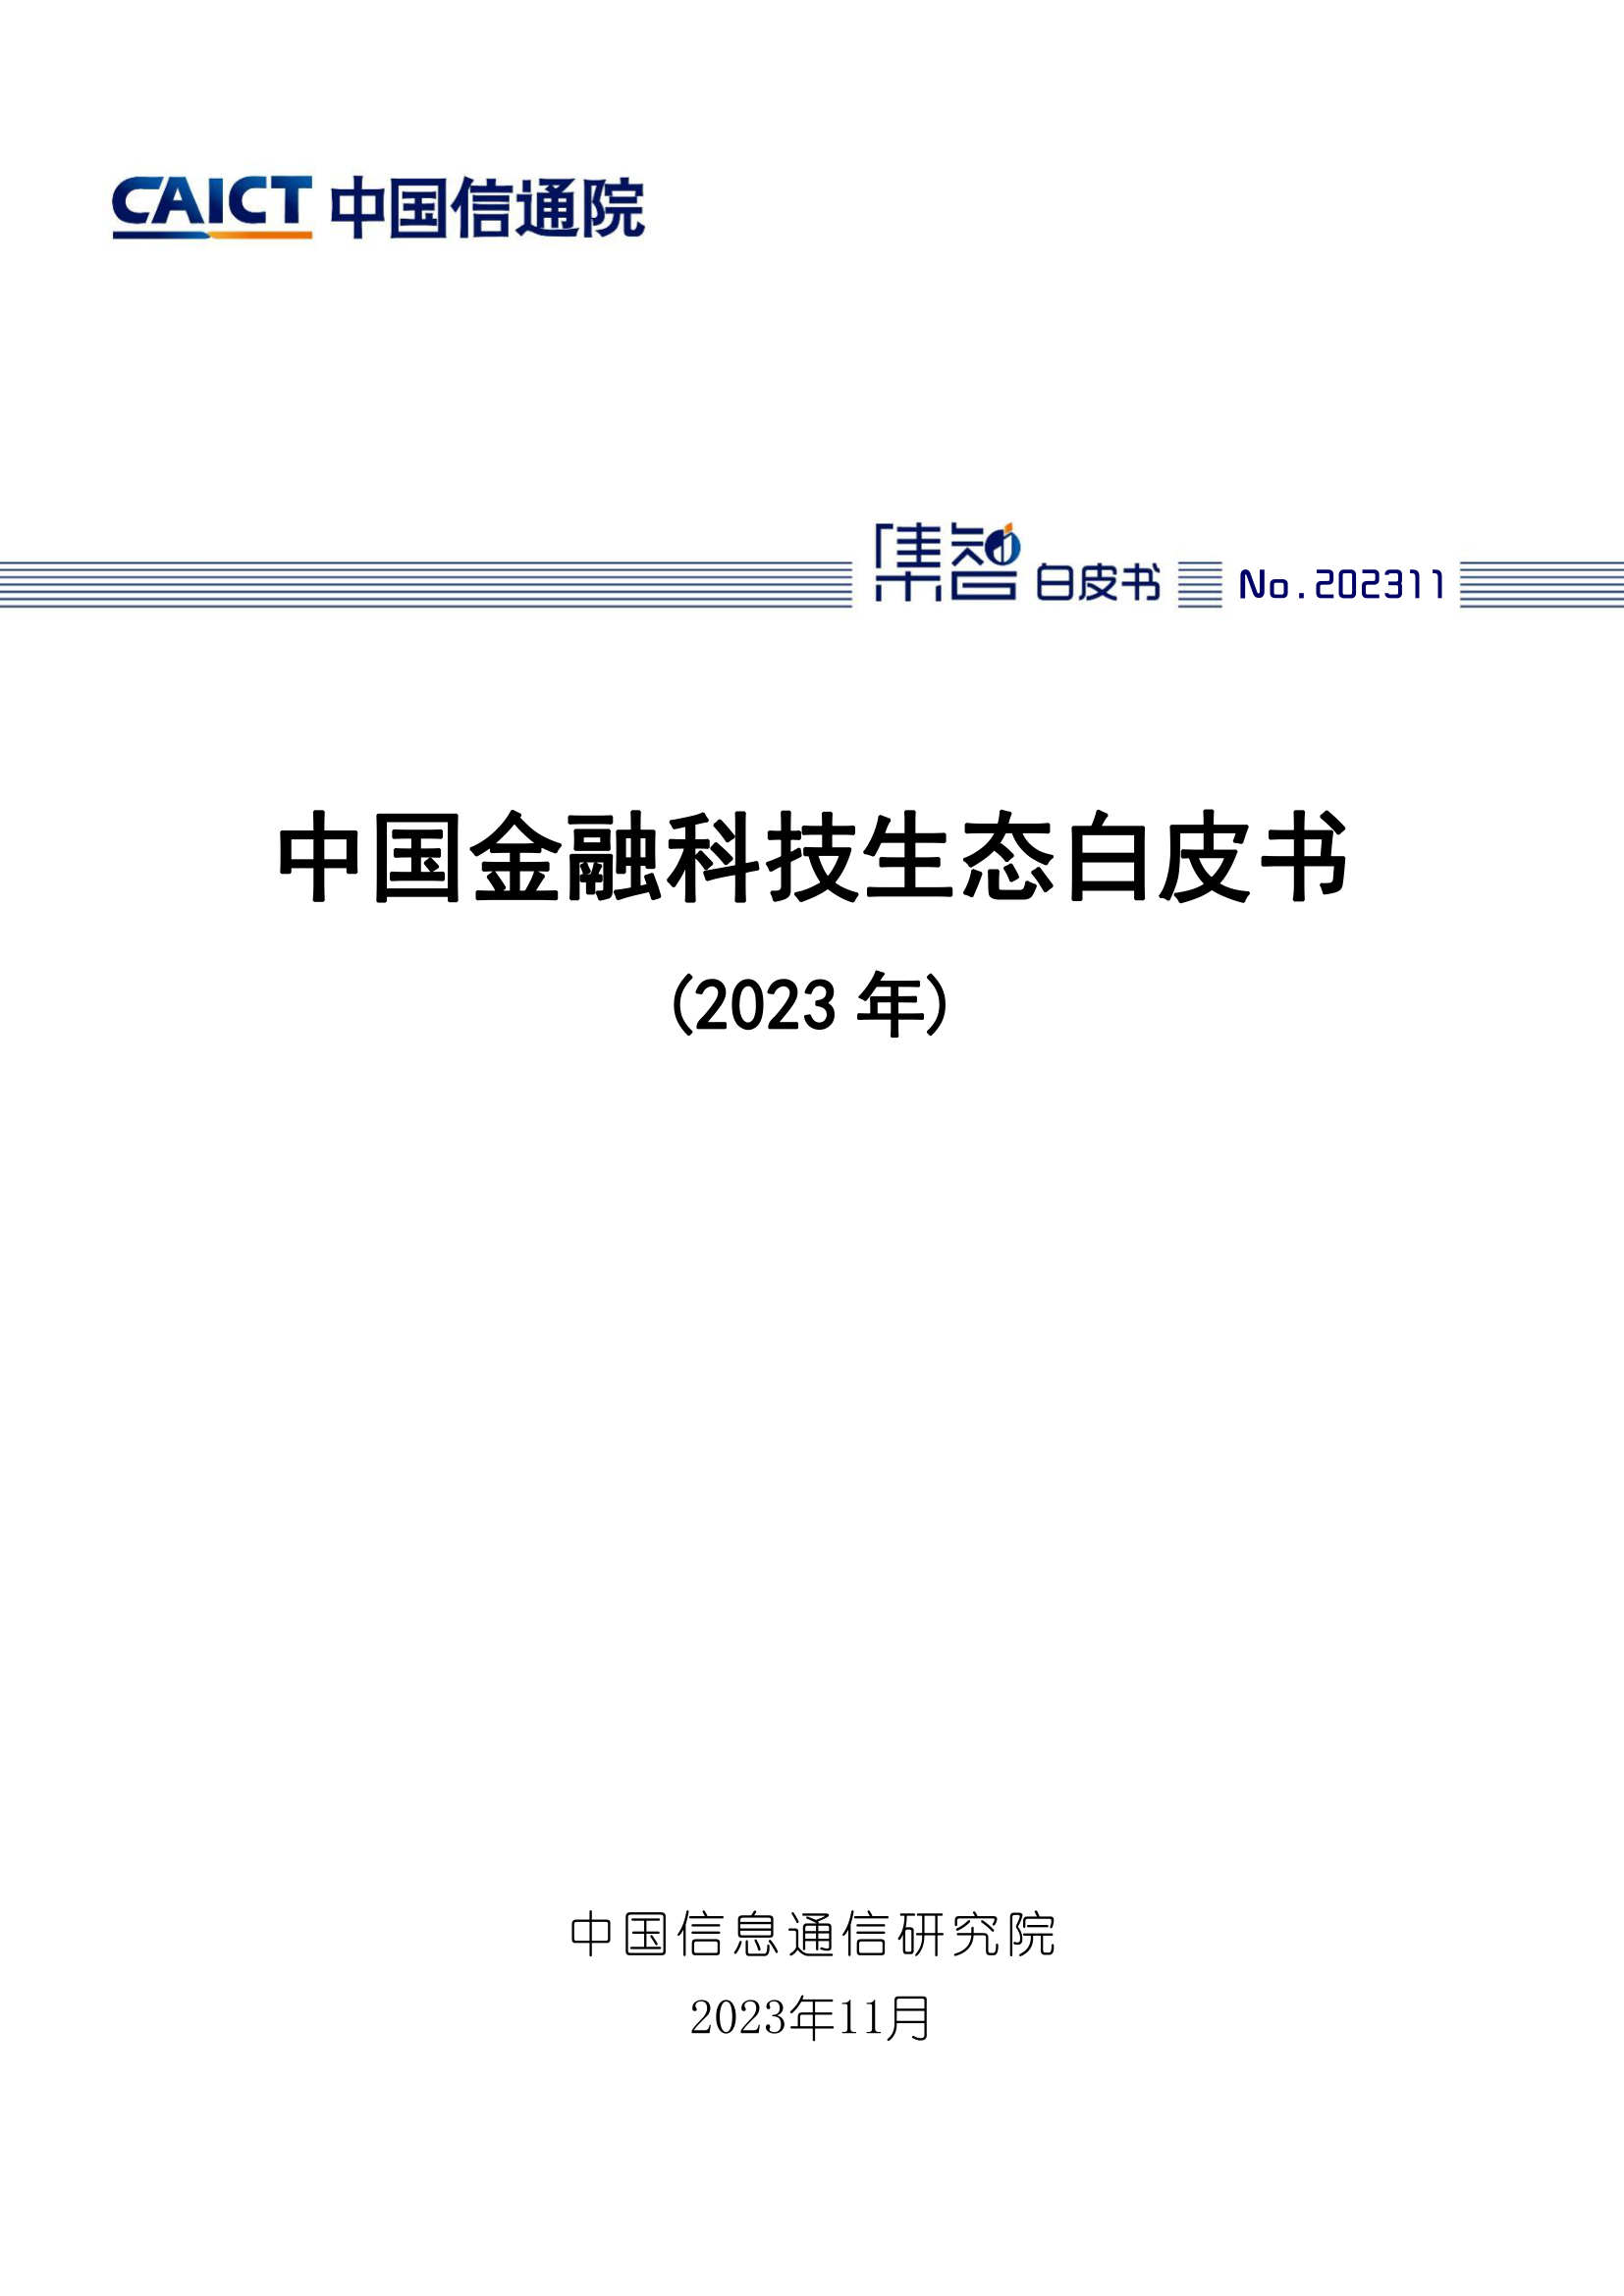 CAICT 中国信通院
集智白皮书 No.202311
中国金融科技生态白皮书
(2023 年)
中国信息通信研究院
2023年11月